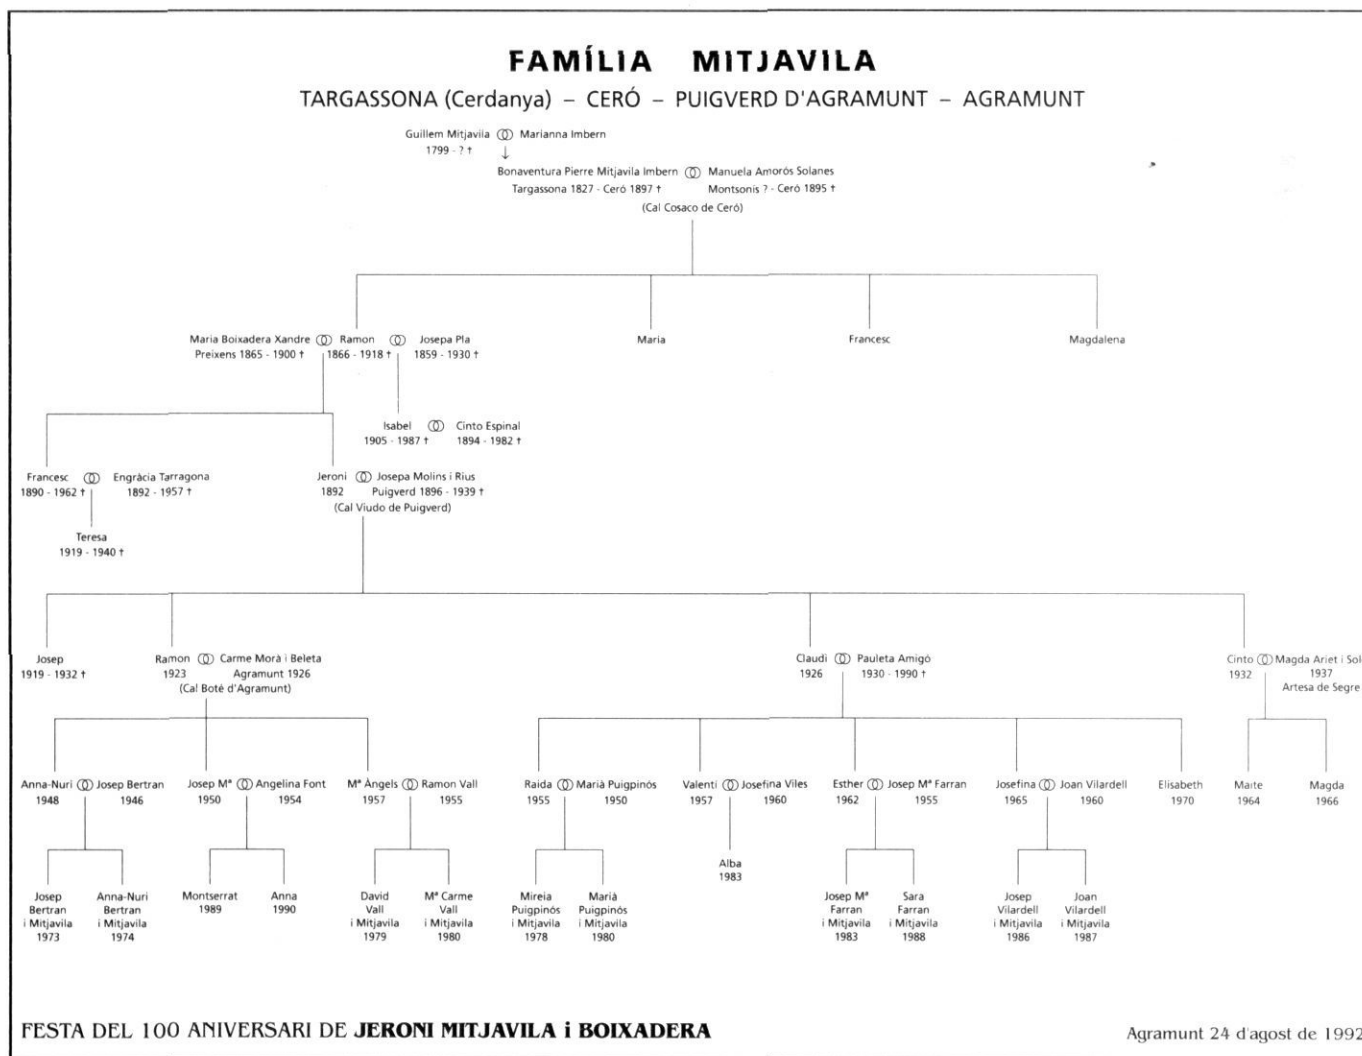 FAMÍLIA MITJAVILA
TARGASSONA (Cerdanya) – CERÓ – PUIGVERD D'AGRAMUNT – AGRAMUNT
Guillem Mitjavila Marianna Imbern
1799 - ? †
Bonaventura Pierre Mitjavila Imbern Manuela Amorós Solanes
Targassona 1827 - Ceró 1897 † Montsonis ? - Ceró 1895 †
(Cal Cosaco de Ceró)
Maria Boixadera Xandre Ramon Josepa Pla Maria Francesc Magdalena
Preixens 1865 - 1900 † 1866 - 1918 † 1859 - 1930 †
Isabel Cinto Espinal
1905 - 1987 † 1894 - 1982 †
Francesc Engràcia Tarragona Jeroni Josepa Molins i Rius
1890 - 1962 † 1892 - 1957 † 1892 Puigverd 1896 - 1939 †
(Cal Viudo de Puigverd)
Teresa
1919 - 1940 †
Josep Ramon Carme Morà i Beleta Claudi Pauleta Amigó Cinto Magda Ariet i Sol
1919 - 1932 † 1923 Agramunt 1926 1926 1930 - 1990 † 1932 1937
(Cal Boté d'Agramunt) Artesa de Segre
Anna-Nuri Josep Bertran Josep Mª Angelina Font Mª Àngels Ramon Vall Raida Marià Puigpinós Valentí Josefina Viles Esther Josep Mª Farran Josefina Joan Vilardell Elisabeth Maite Magda
1948 1946 1950 1954 1957 1955 1955 1950 1957 1960 1962 1955 1965 1960 1970 1964 1966
Alba
1983
Josep Anna-Nuri Montserrat Anna David Mª Carme Mireia Marià Josep Mª Sara Josep Joan
Bertran Bertran 1989 1990 Vall Vall Puigpinós Puigpinós Farran Farran Vilardell Vilardell
i Mitjavila i Mitjavila i Mitjavila i Mitjavila i Mitjavila i Mitjavila i Mitjavila i Mitjavila i Mitjavila i Mitjavila
1973 1974 1979 1980 1978 1980 1983 1988 1986 1987
FESTA DEL 100 ANIVERSARI DE JERONI MITJAVILA i BOIXADERA Agramunt 24 d'agost de 1992